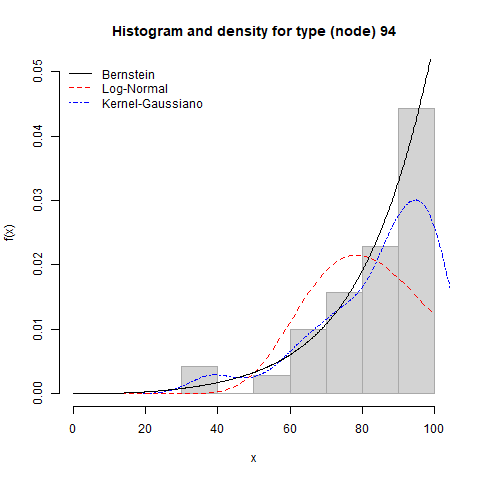 Histogram and density for type (node) 94
Bernstein
Log-Normal
Kernel-Gaussiano
f(x)
0.05
0.04
0.03
0.02
0.01
0.00
0 20 40 60 80 100
x